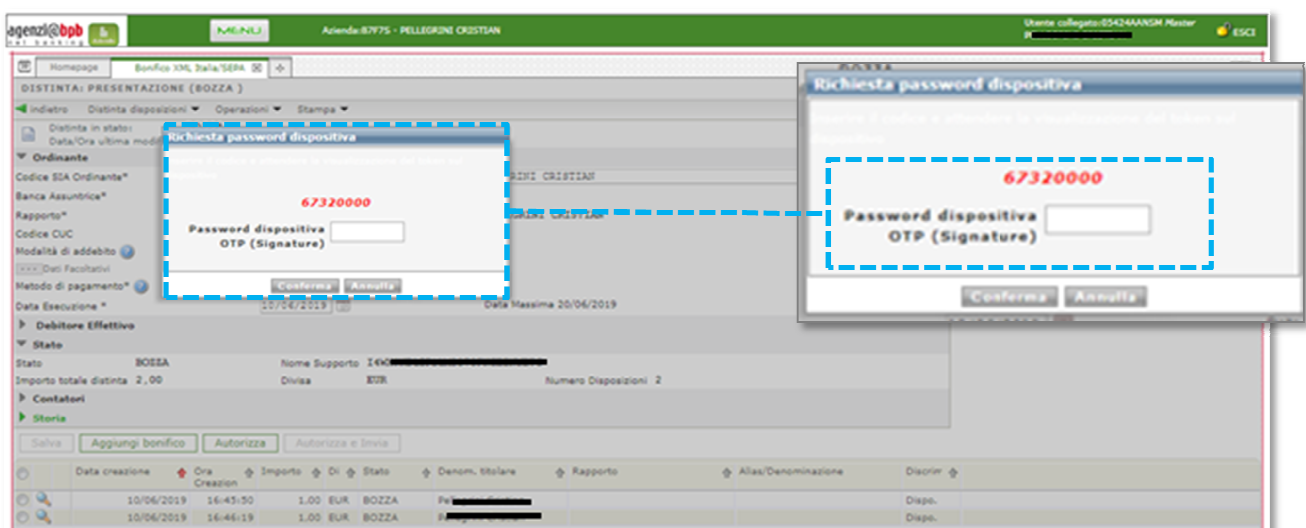 agenzi@bpb
MENU
Azienda:87F75 - PELLEGRINI CRISTIAN
Utente collegato:05424AANSM Master
ESCI
Homepage
Bonifico XML Italia/SEPA
BOZZA
DISTINTA: PRESENTAZIONE (BOZZA )
Indietro Distinta disposizioni Operazioni Stampa
Distinta in stato:
Data/Ora ultima
Richiesta password dispositiva
67320000
Password dispositiva
OTP (Signature)
Conferma Annulla
Richiesta password dispositiva
67320000
Password dispositiva
OTP (Signature)
Conferma Annulla
Ordinante
Codice SIA Ordinante*
CRISTIAN
Banca Assuntrice*
Rapporto*
CRISTIAN
Codice CUC
Modalità di addebito
Dati Facoltativi
Metodo di pagamento*
Data Esecuzione * 10/06/2019 Data Massima 20/06/2019
Debitore Effettivo
Stato
Stato BOZZA Nome Supporto
Importo totale distinta 2,00 Divisa EUR Numero Disposizioni 2
Contatori
Storia
Salva Aggiungi bonifico Autorizza Autorizza e Invia
Data creazione Ora Creazion Importo Di Stato Denom. titolare Rapporto Alias/Denominazione Discrim
10/06/2019 16:45:50 1,00 EUR BOZZA Dispo.
10/06/2019 16:46:19 1,00 EUR BOZZA Dispo.